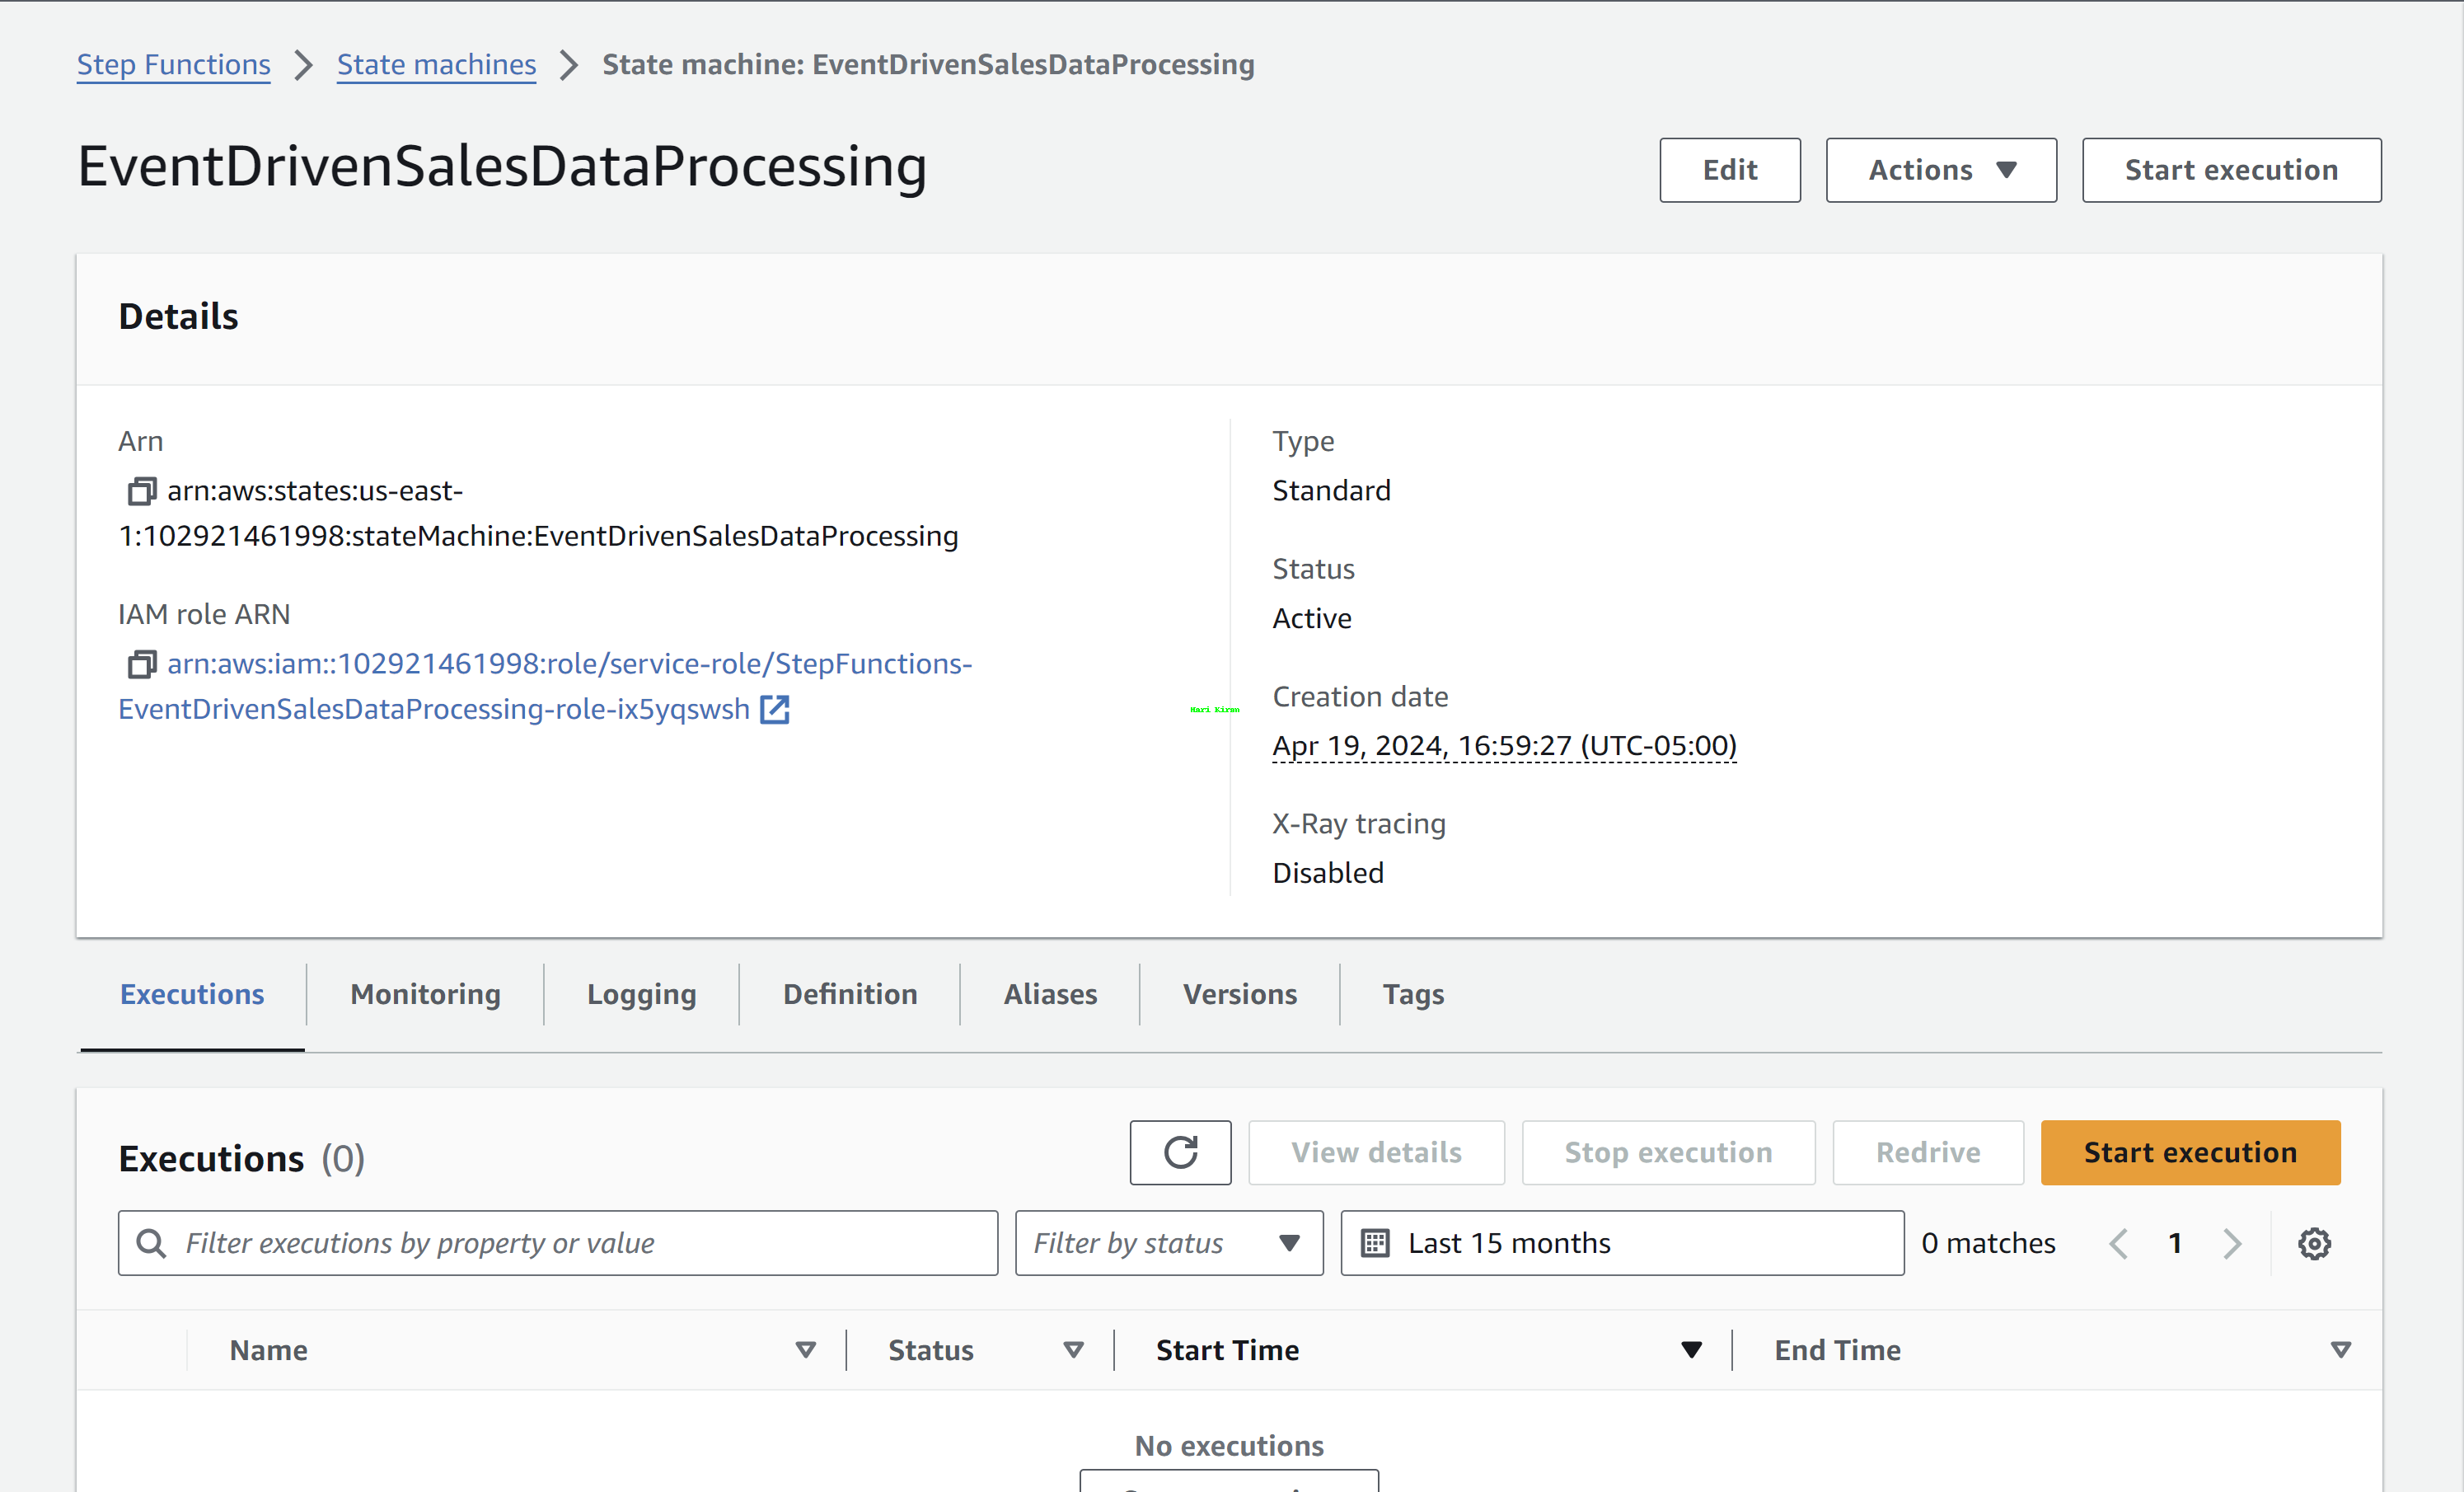 Step Functions > State machines > State machine: EventDrivenSalesDataProcessing
EventDrivenSalesDataProcessing
Edit
Actions
Start execution
Details
Arn
arn:aws:states:us-east-
1:102921461998:stateMachine:EventDrivenSalesDataProcessing
IAM role ARN
arn:aws:iam::102921461998:role/service-role/StepFunctions-
EventDrivenSalesDataProcessing-role-ix5yqswsh
Hari Kiran
Type
Standard
Status
Active
Creation date
Apr 19, 2024, 16:59:27 (UTC-05:00)
X-Ray tracing
Disabled
Executions
Monitoring
Logging
Definition
Aliases
Versions
Tags
Executions (0)
View details
Stop execution
Redrive
Start execution
Filter executions by property or value
Filter by status
Last 15 months
0 matches
1
Name
Status
Start Time
End Time
No executions